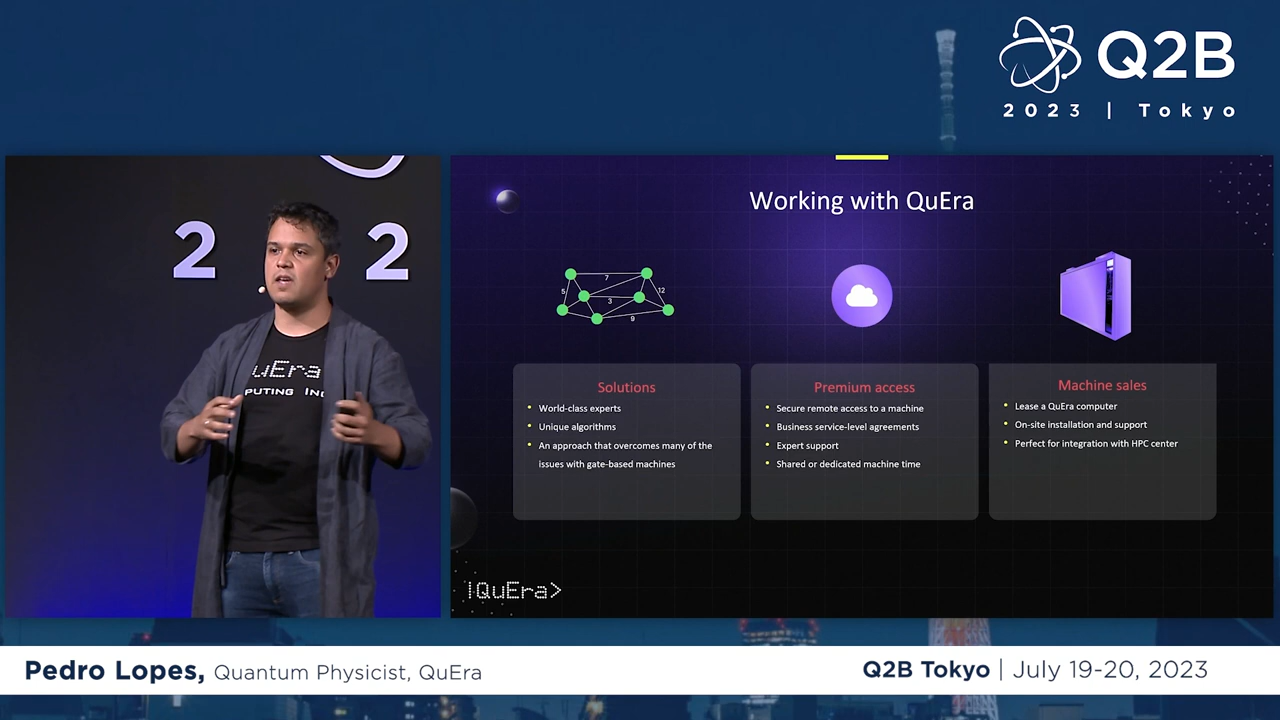 Q2B
2023 | Tokyo
2 2
uEra
PUTING INC
Working with QuEra
7
5
12
3
9
Solutions
World-class experts
Unique algorithms
An approach that overcomes many of the
issues with gate-based machines
Premium access
Secure remote access to a machine
Business service-level agreements
Expert support
Shared or dedicated machine time
Machine sales
Lease a QuEra computer
On-site installation and support
Perfect for integration with HPC center
|QuEra>
Pedro Lopes, Quantum Physicist, QuEra
Q2B Tokyo | July 19-20, 2023